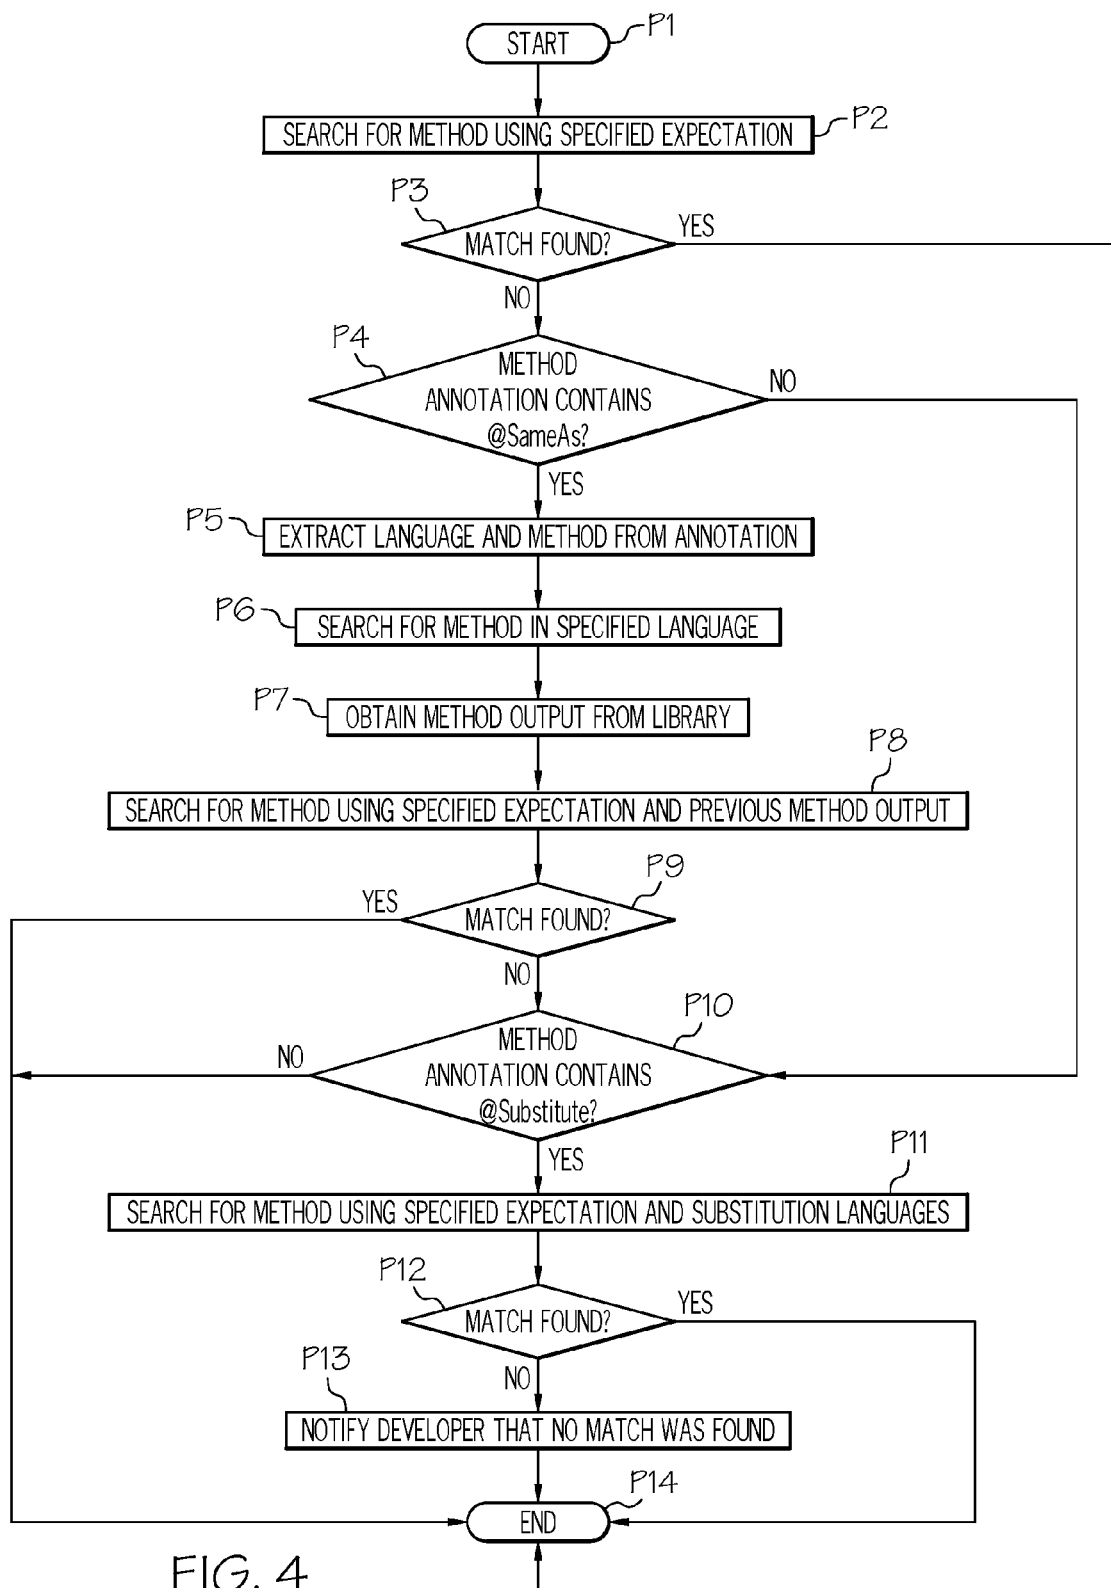 START
P1
SEARCH FOR METHOD USING SPECIFIED EXPECTATION
P2
P3
MATCH FOUND?
YES
NO
P4
METHOD
ANNOTATION CONTAINS
@SameAs?
NO
YES
P5
EXTRACT LANGUAGE AND METHOD FROM ANNOTATION
P6
SEARCH FOR METHOD IN SPECIFIED LANGUAGE
P7
OBTAIN METHOD OUTPUT FROM LIBRARY
P8
SEARCH FOR METHOD USING SPECIFIED EXPECTATION AND PREVIOUS METHOD OUTPUT
P9
YES
MATCH FOUND?
NO
P10
METHOD
ANNOTATION CONTAINS
@Substitute?
NO
YES
P11
SEARCH FOR METHOD USING SPECIFIED EXPECTATION AND SUBSTITUTION LANGUAGES
P12
MATCH FOUND?
YES
NO
P13
NOTIFY DEVELOPER THAT NO MATCH WAS FOUND
P14
END
FIG. 4